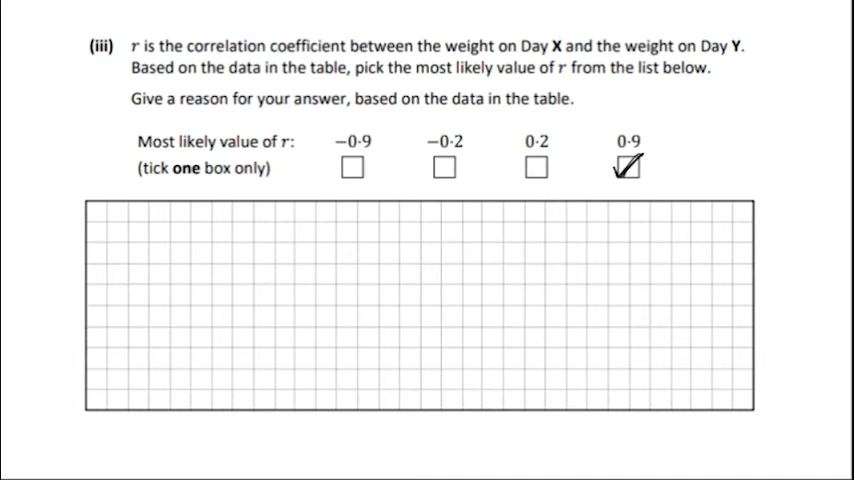 (iii) r is the correlation coefficient between the weight on Day X and the weight on Day Y.
Based on the data in the table, pick the most likely value of r from the list below.
Give a reason for your answer, based on the data in the table.
Most likely value of r: −0·9 −0·2 0·2 0·9
(tick one box only)